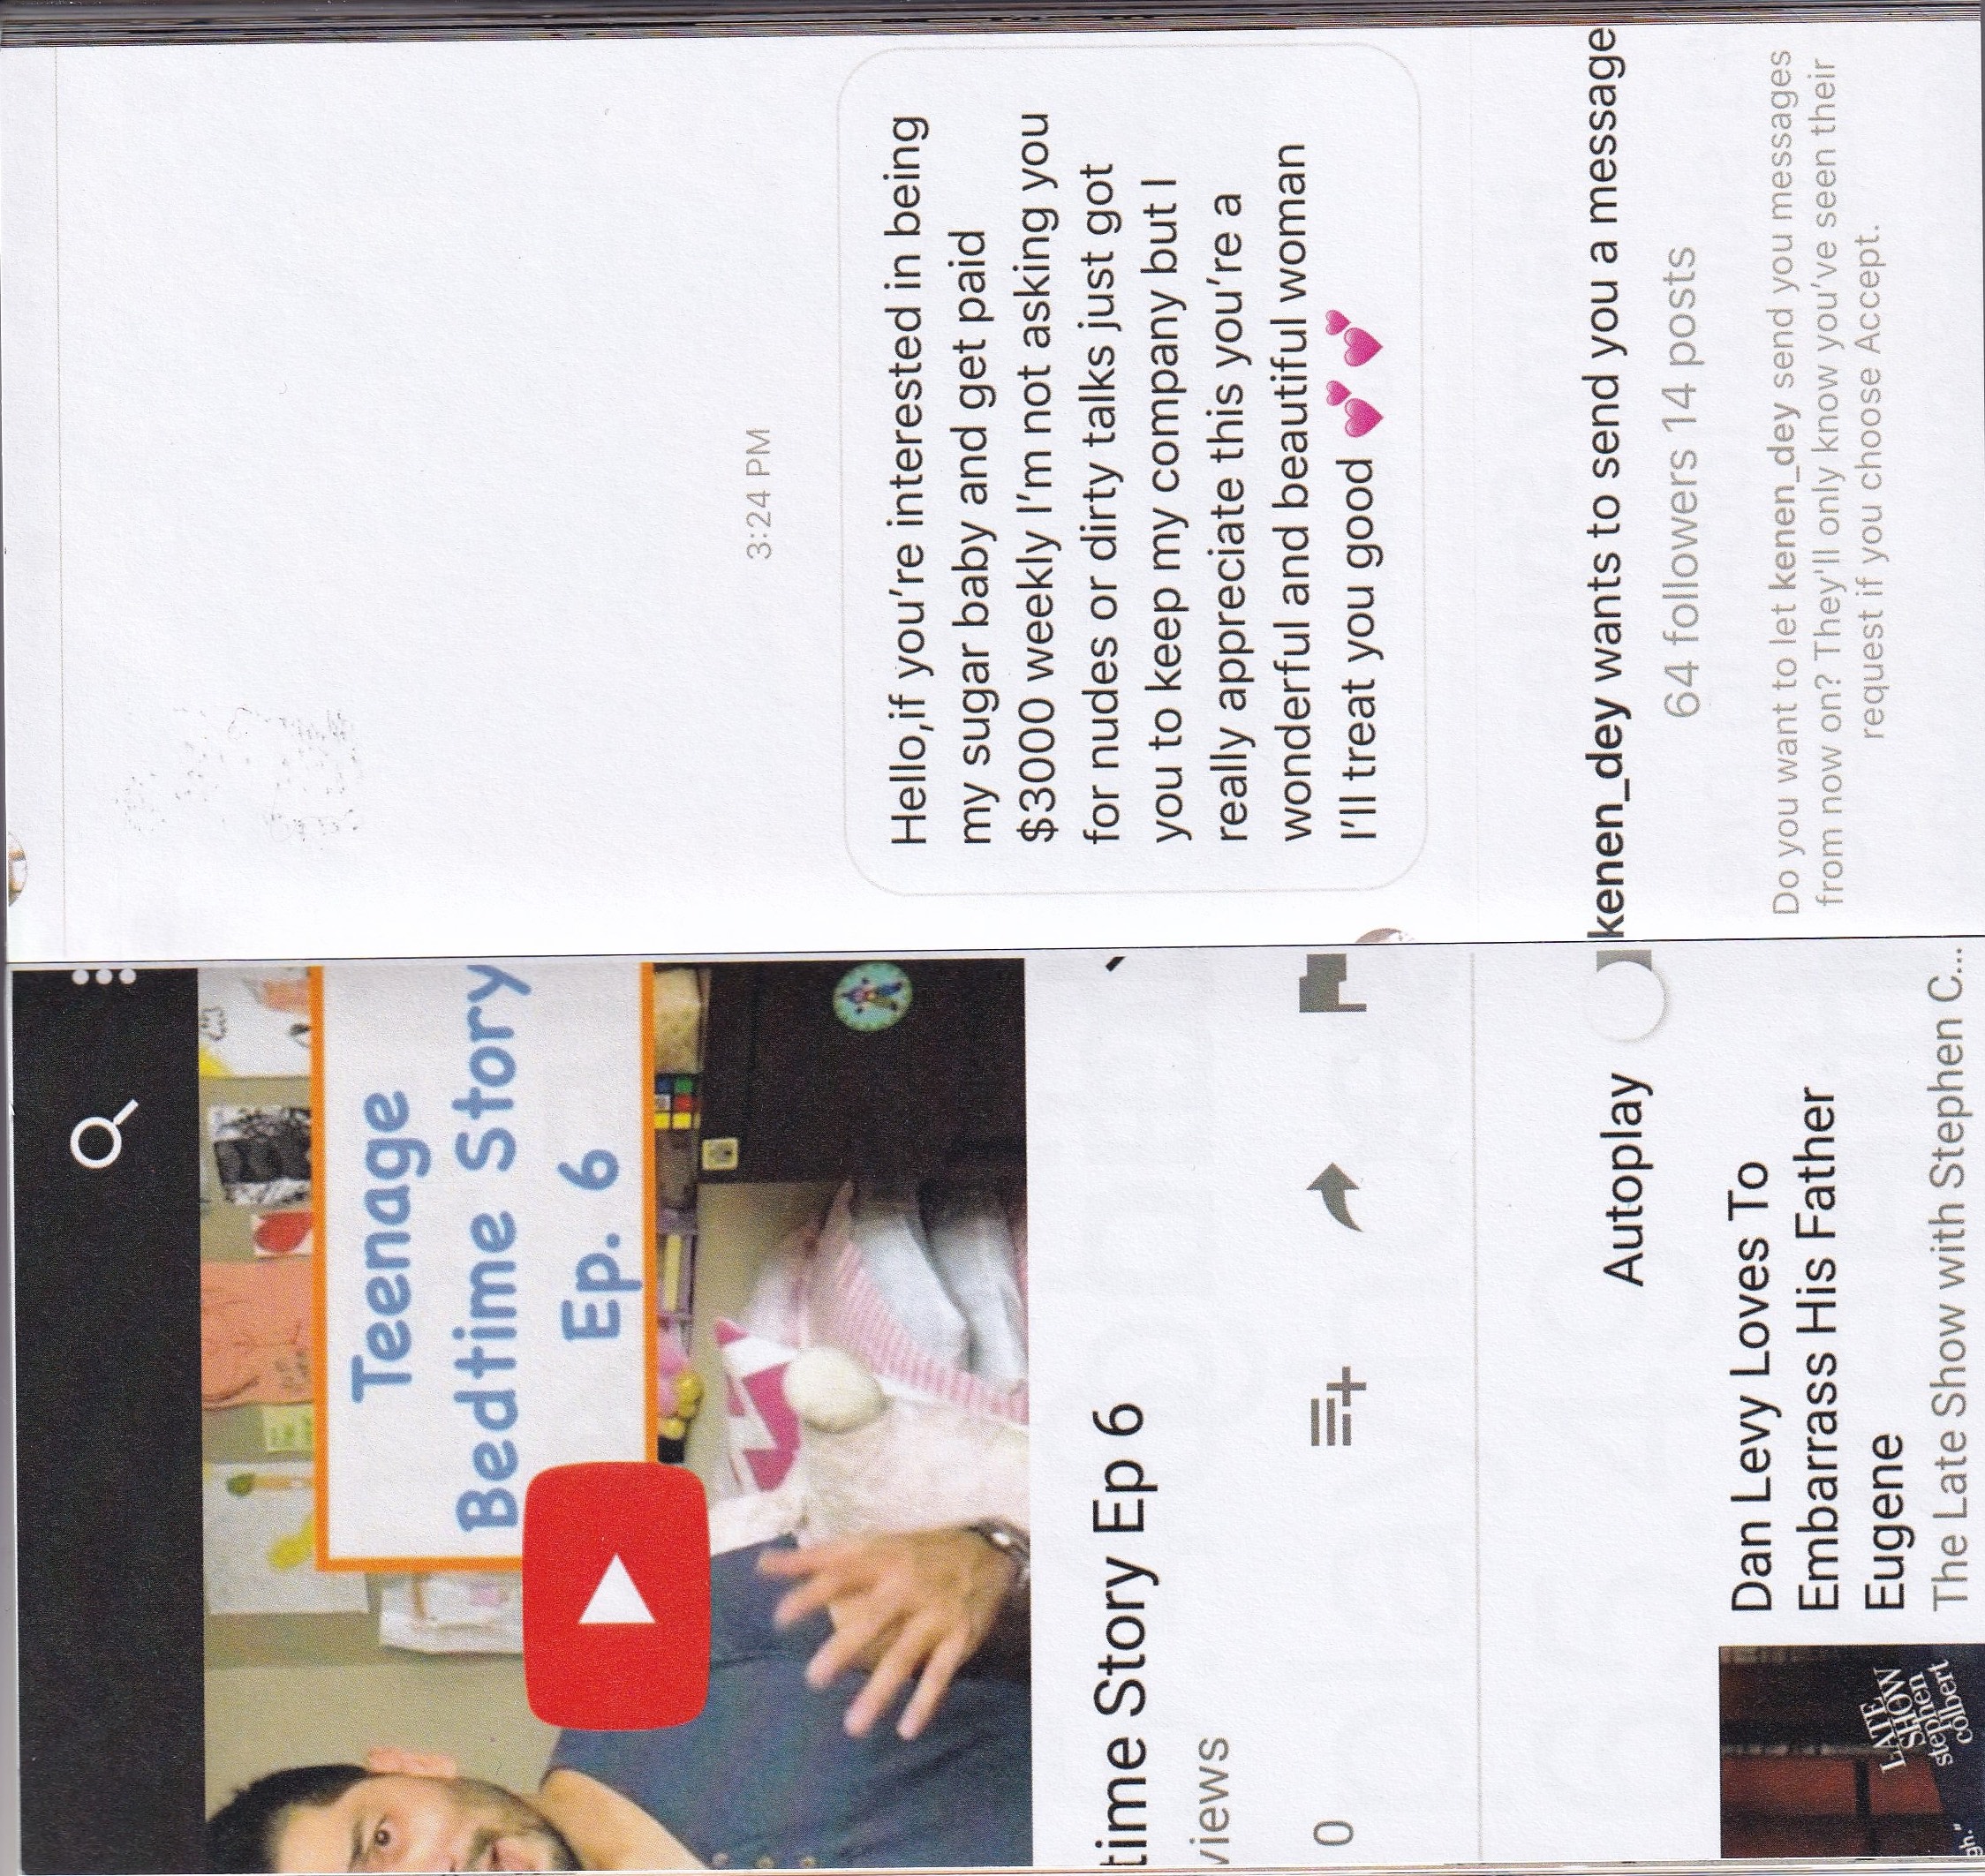 Teenage
Bedtime Story
Ep. 6
time Story Ep 6
views
0
Autoplay
Dan Levy Loves To
Embarrass His Father
Eugene
The Late Show with Stephen C...
LATE
SHOW
stephen
colbert
gh."
3:24 PM
Hello,if you're interested in being
my sugar baby and get paid
$3000 weekly I'm not asking you
for nudes or dirty talks just got
you to keep my company but I
really appreciate this you're a
wonderful and beautiful woman
I'll treat you good 💕 💕
kenen_dey wants to send you a message
64 followers 14 posts
Do you want to let kenen_dey send you messages
from now on? They'll only know you've seen their
request if you choose Accept.